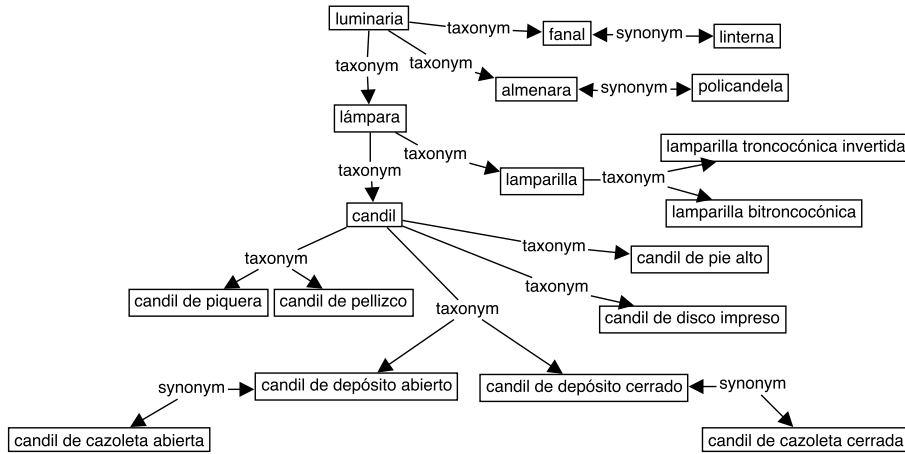 luminaria
taxonym
fanal
synonym
linterna
taxonym
taxonym
almenara
synonym
policandela
lámpara
taxonym
taxonym
lamparilla
taxonym
lamparilla troncocónica invertida
lamparilla bitroncocónica
candil
taxonym
taxonym
candil de pie alto
taxonym
candil de piquera
candil de pellizco
taxonym
candil de disco impreso
taxonym
synonym
candil de depósito abierto
candil de depósito cerrado
synonym
candil de cazoleta abierta
candil de cazoleta cerrada